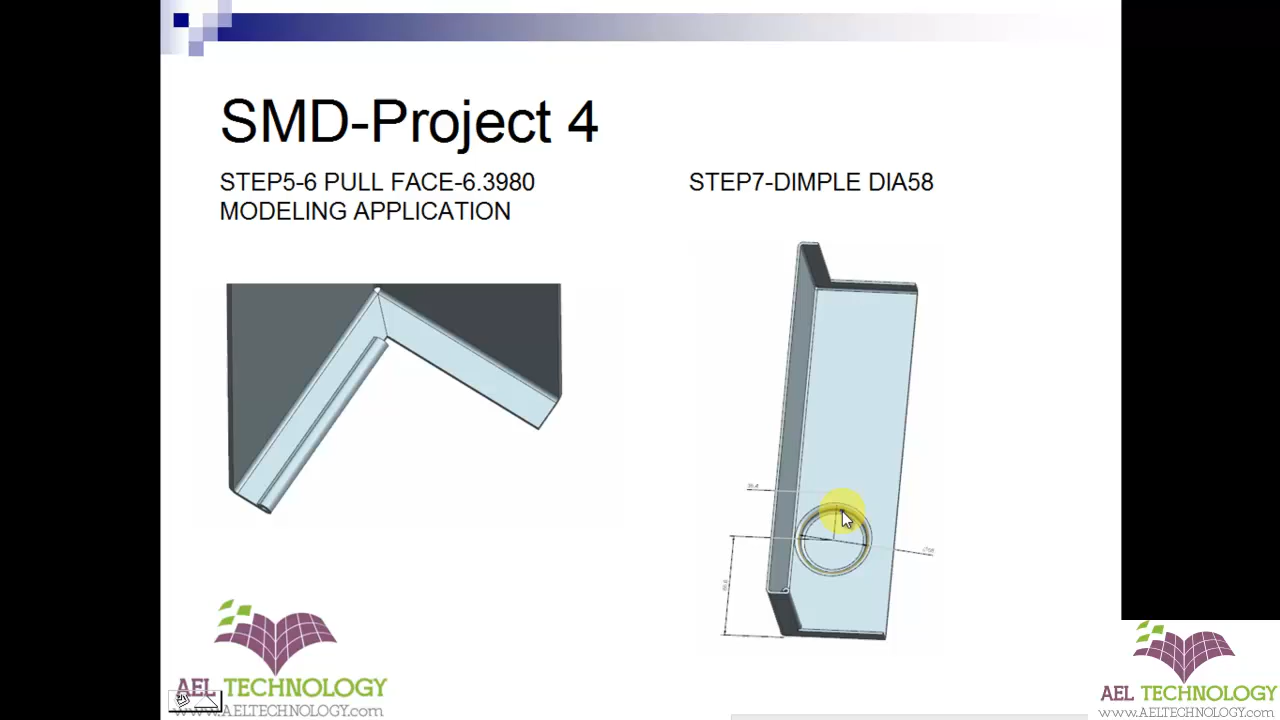 SMD-Project 4
STEP5-6 PULL FACE-6.3980
MODELING APPLICATION
STEP7-DIMPLE DIA58
AEL TECHNOLOGY
www.AELTECHNOLOGY.com
AEL TECHNOLOGY
www.AELTECHNOLOGY.com